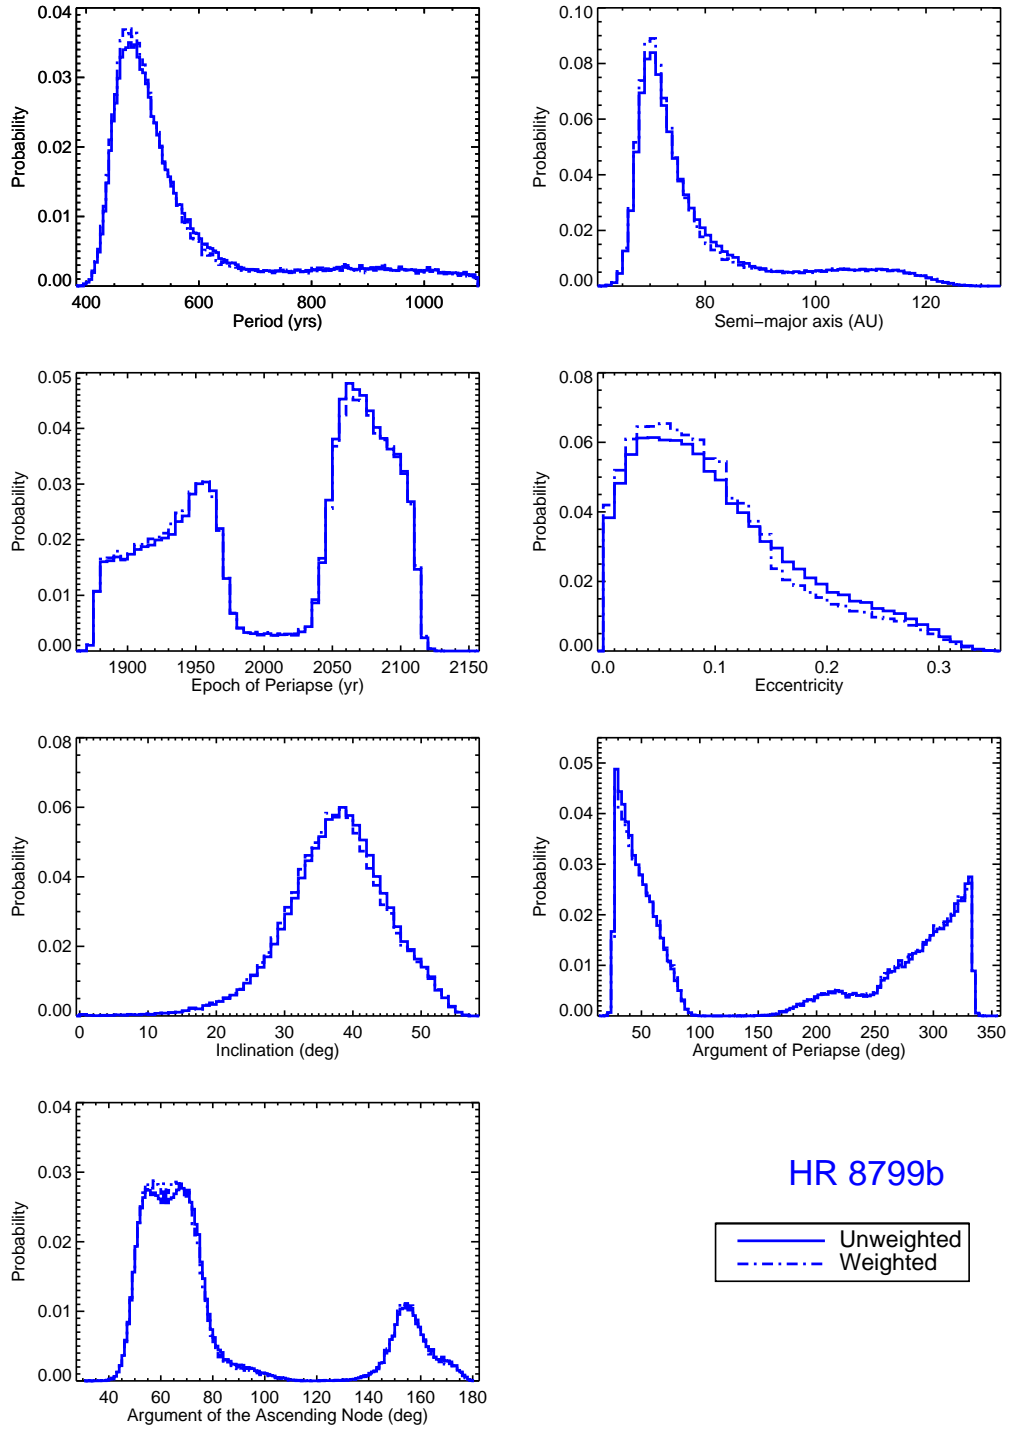 0.04
0.03
0.02
0.01
0.00
Probability
400 600 800 1000
Period (yrs)
0.10
0.08
0.06
0.04
0.02
0.00
Probability
80 100 120
Semi-major axis (AU)
0.05
0.04
0.03
0.02
0.01
0.00
Probability
1900 1950 2000 2050 2100 2150
Epoch of Periapse (yr)
0.08
0.06
0.04
0.02
0.00
Probability
0.0 0.1 0.2 0.3
Eccentricity
0.08
0.06
0.04
0.02
0.00
Probability
0 10 20 30 40 50
Inclination (deg)
0.05
0.04
0.03
0.02
0.01
0.00
Probability
50 100 150 200 250 300 350
Argument of Periapse (deg)
0.04
0.03
0.02
0.01
0.00
Probability
40 60 80 100 120 140 160 180
Argument of the Ascending Node (deg)
HR 8799b
Unweighted
Weighted